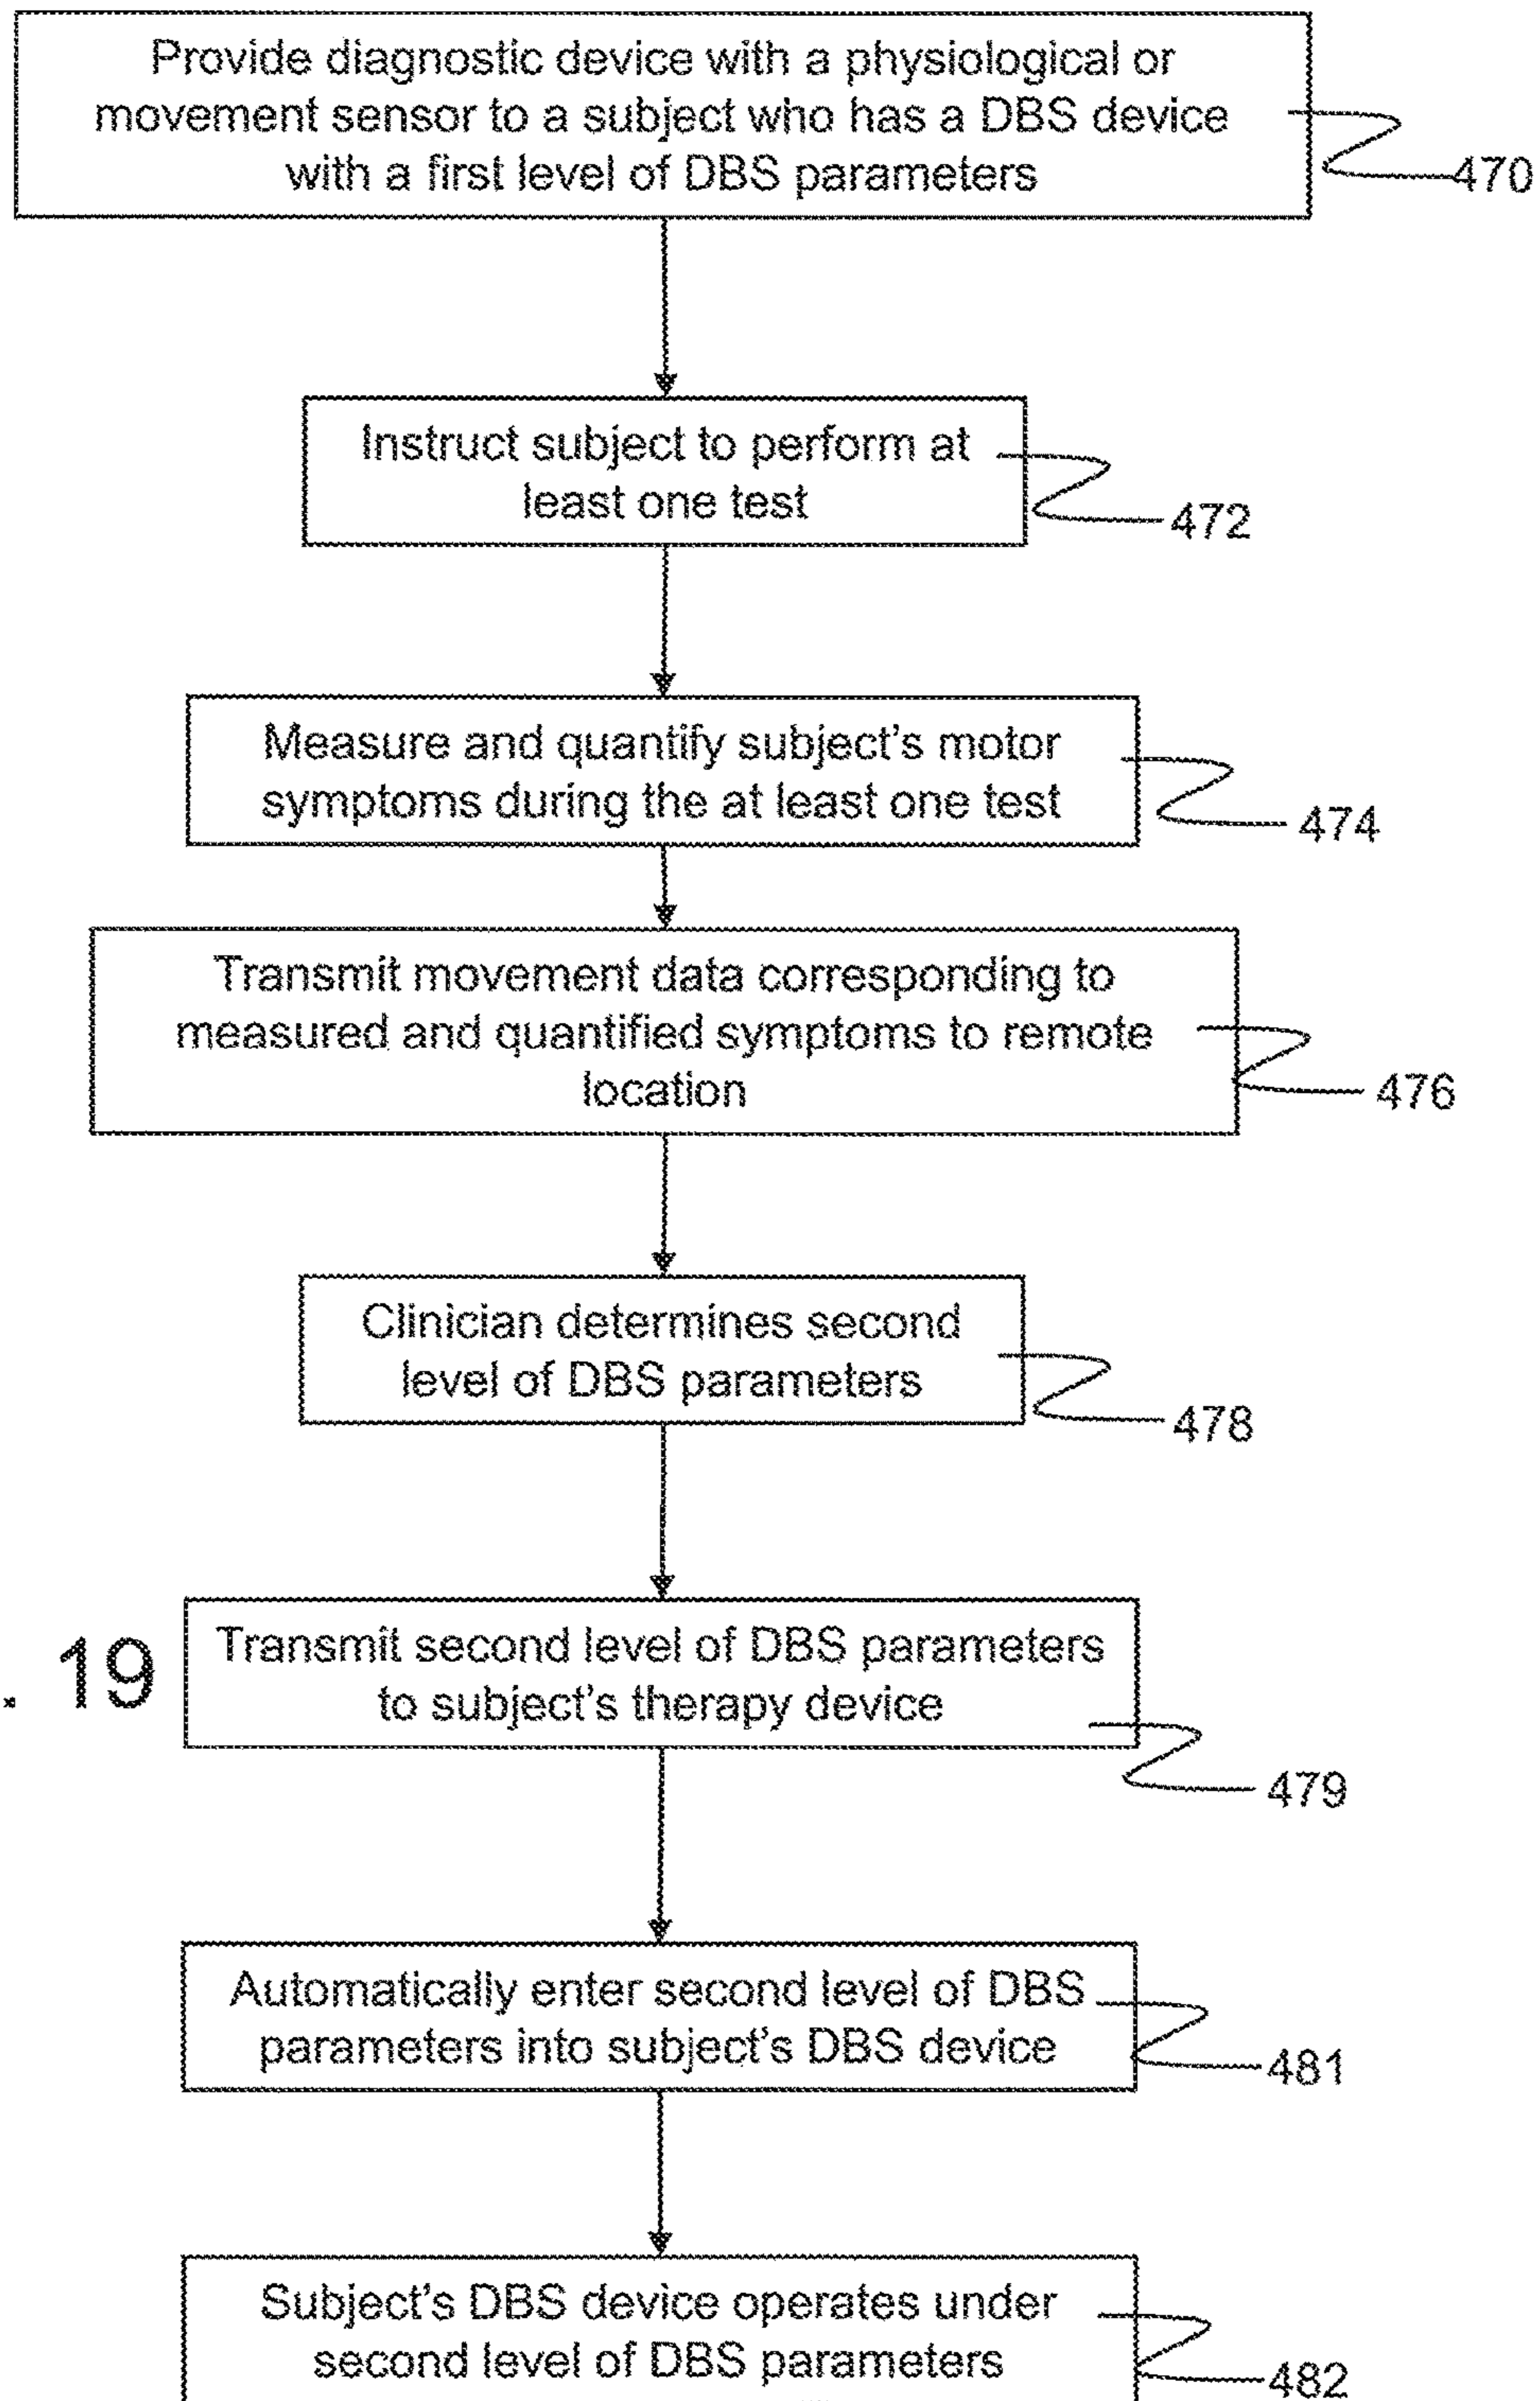 Provide diagnostic device with a physiological or
movement sensor to a subject who has a DBS device
with a first level of DBS parameters
470
Instruct subject to perform at
least one test
472
Measure and quantify subject's motor
symptoms during the at least one test
474
Transmit movement data corresponding to
measured and quantified symptoms to remote
location
476
Clinician determines second
level of DBS parameters
478
. 19
Transmit second level of DBS parameters
to subject's therapy device
479
Automatically enter second level of DBS
parameters into subject's DBS device
481
Subject's DBS device operates under
second level of DBS parameters
482